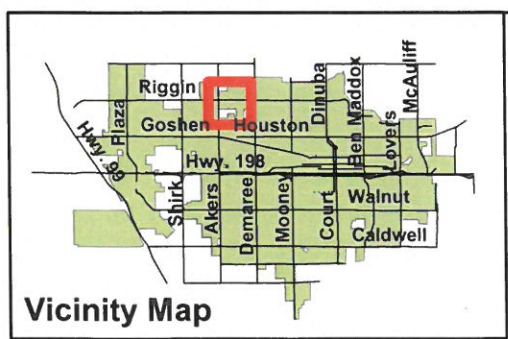 Riggin
Plaza
Hwy. 99
Goshen
Houston
Dinuba
Ben Maddox
McAuliff
Lovers
Hwy. 198
Shirk
Akers
Demaree
Mooney
Court
Walnut
Caldwell
Vicinity Map